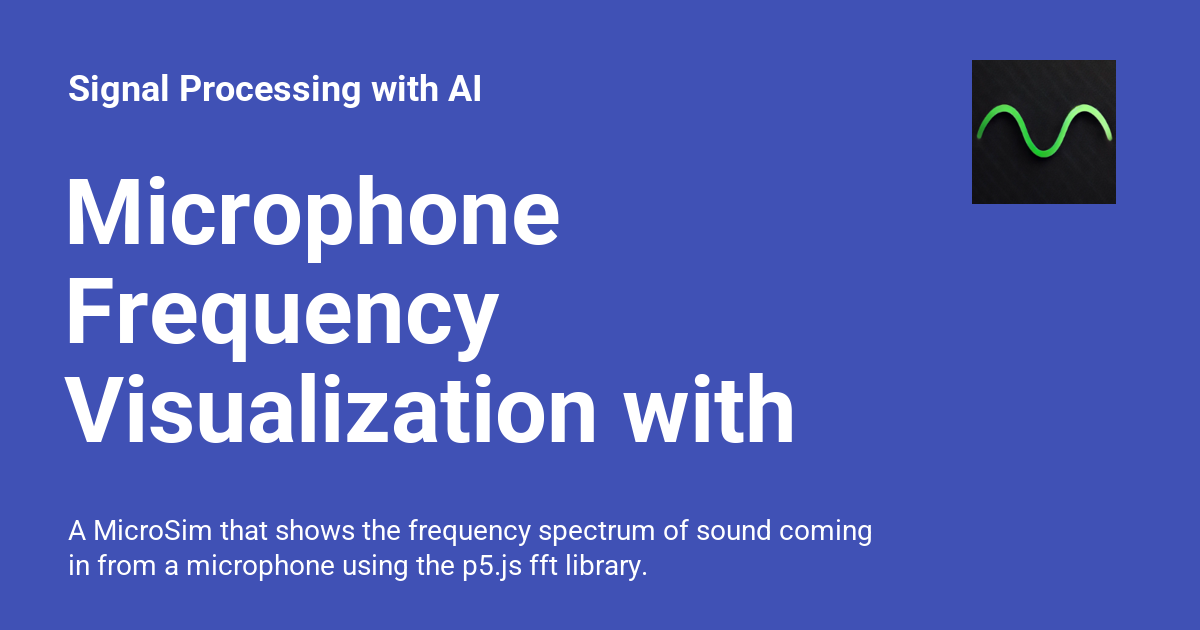 Signal Processing with AI
Microphone
Frequency
Visualization with
A MicroSim that shows the frequency spectrum of sound coming
in from a microphone using the p5.js fft library.